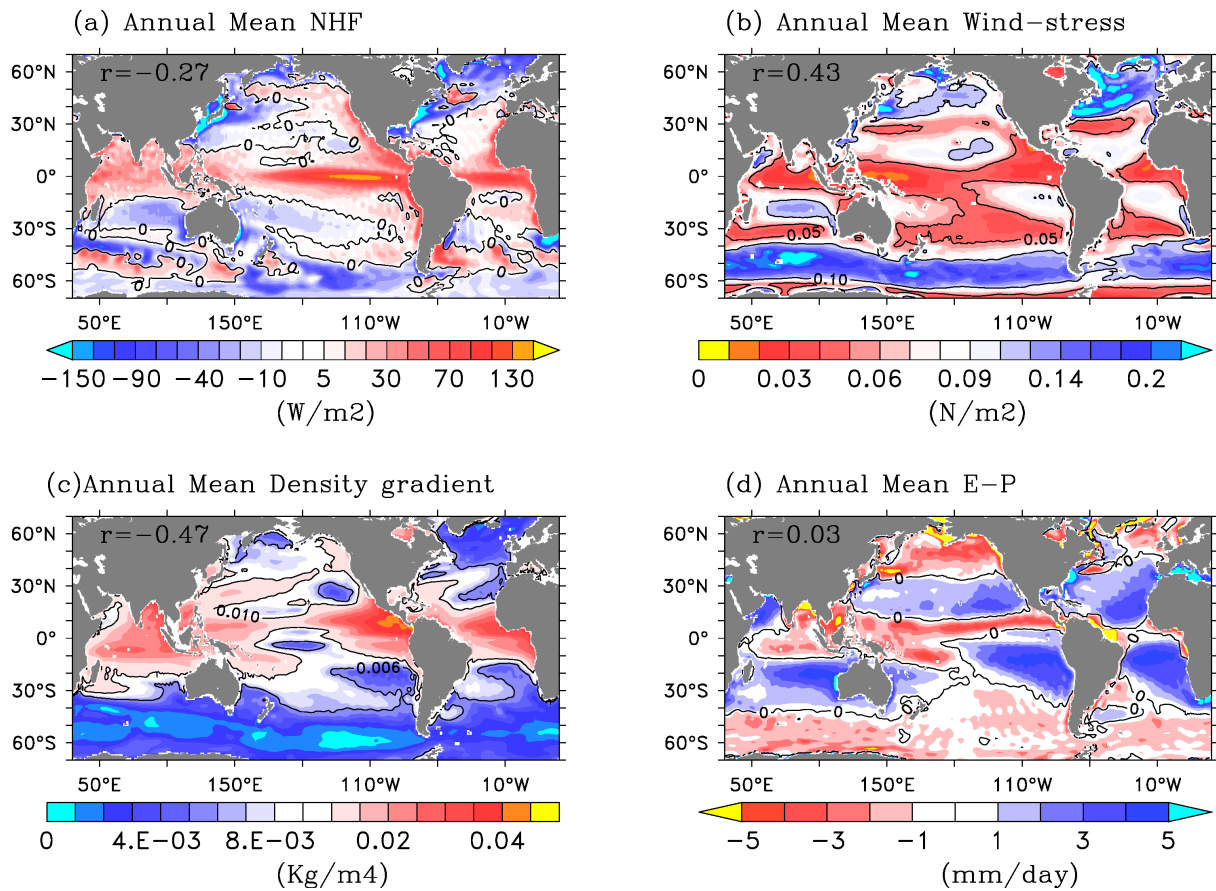 (a) Annual Mean NHF
r=−0.27
60°N
30°N
0°
30°S
60°S
50°E 150°E 110°W 10°W
−150 −90 −40 −10 5 30 70 130
(W/m2)
(b) Annual Mean Wind−stress
r=0.43
60°N
30°N
0°
30°S
60°S
0.05 0.05
0.10
50°E 150°E 110°W 10°W
0 0.03 0.06 0.09 0.14 0.2
(N/m2)
(c)Annual Mean Density gradient
r=−0.47
60°N
30°N
0.010
0°
0.006
30°S
60°S
50°E 150°E 110°W 10°W
0 4.E−03 8.E−03 0.02 0.04
(Kg/m4)
(d) Annual Mean E−P
r=0.03
60°N
30°N
0°
30°S
60°S
50°E 150°E 110°W 10°W
−5 −3 −1 1 3 5
(mm/day)